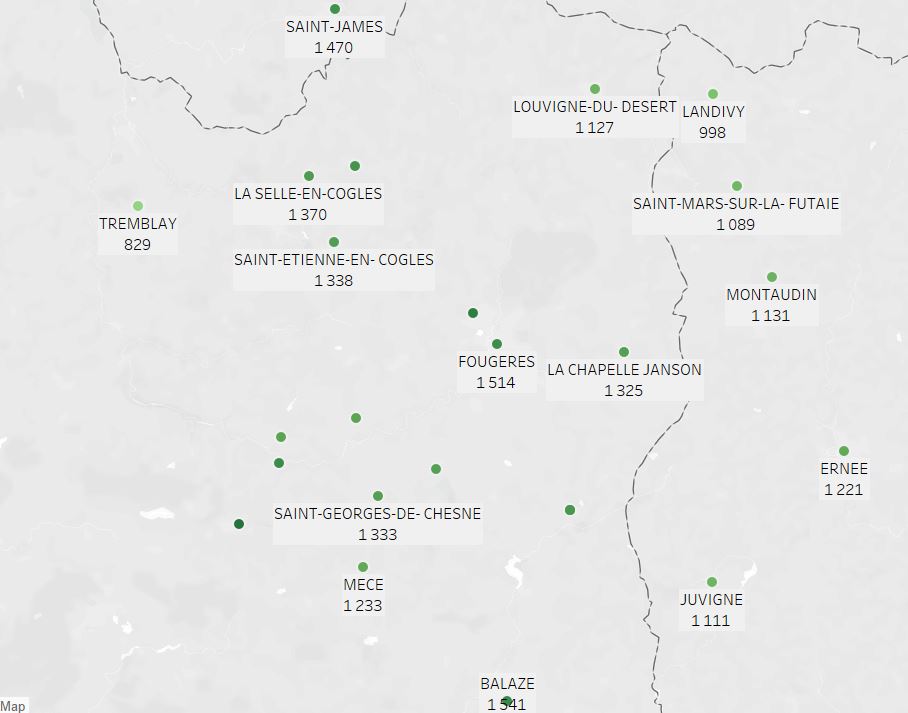 SAINT-JAMES
1 470
LOUVIGNE-DU- DESERT
1 127
LANDIVY
998
LA SELLE-EN-COGLES
1 370
SAINT-MARS-SUR-LA- FUTAIE
1 089
TREMBLAY
829
SAINT-ETIENNE-EN- COGLES
1 338
MONTAUDIN
1 131
FOUGERES
1 514
LA CHAPELLE JANSON
1 325
ERNEE
1 221
SAINT-GEORGES-DE- CHESNE
1 333
MECE
1 233
JUVIGNE
1 111
BALAZE
1 541
Map